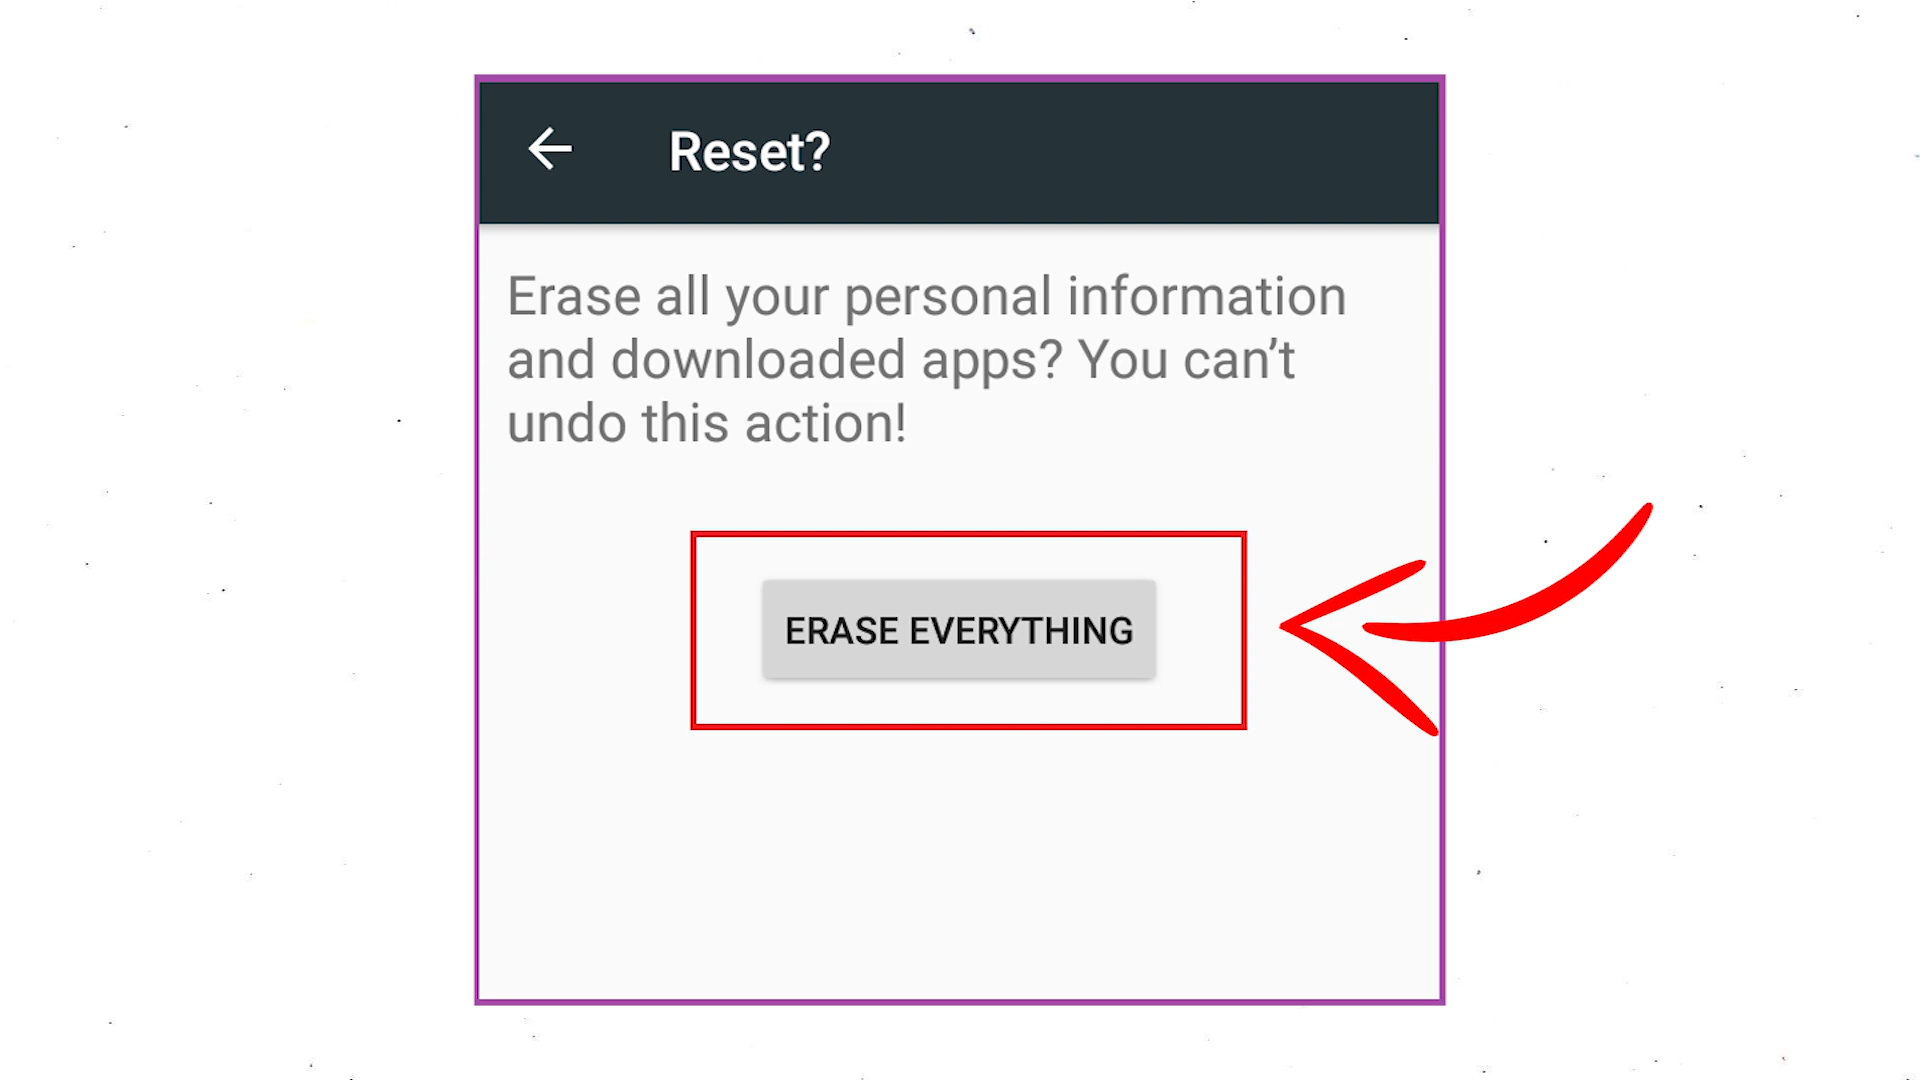 Reset?
Erase all your personal information
and downloaded apps? You can’t
undo this action!
ERASE EVERYTHING